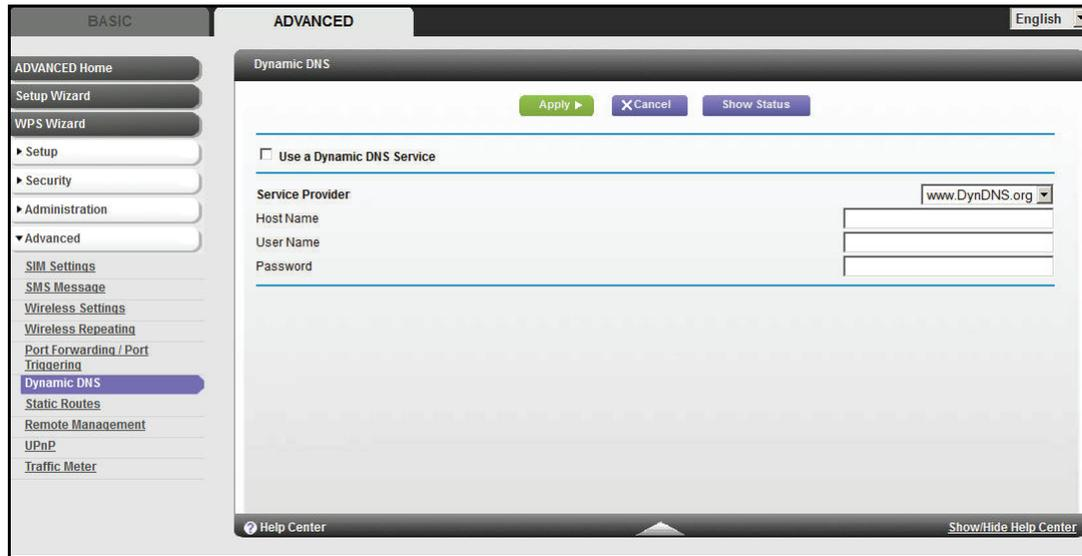 BASIC
ADVANCED
English
ADVANCED Home
Setup Wizard
WPS Wizard
Setup
Security
Administration
Advanced
SIM Settings
SMS Message
Wireless Settings
Wireless Repeating
Port Forwarding / Port
Triggering
Dynamic DNS
Static Routes
Remote Management
UPnP
Traffic Meter
Dynamic DNS
Apply
X Cancel
Show Status
Use a Dynamic DNS Service
Service Provider
www.DynDNS.org
Host Name
User Name
Password
? Help Center
Show/Hide Help Center